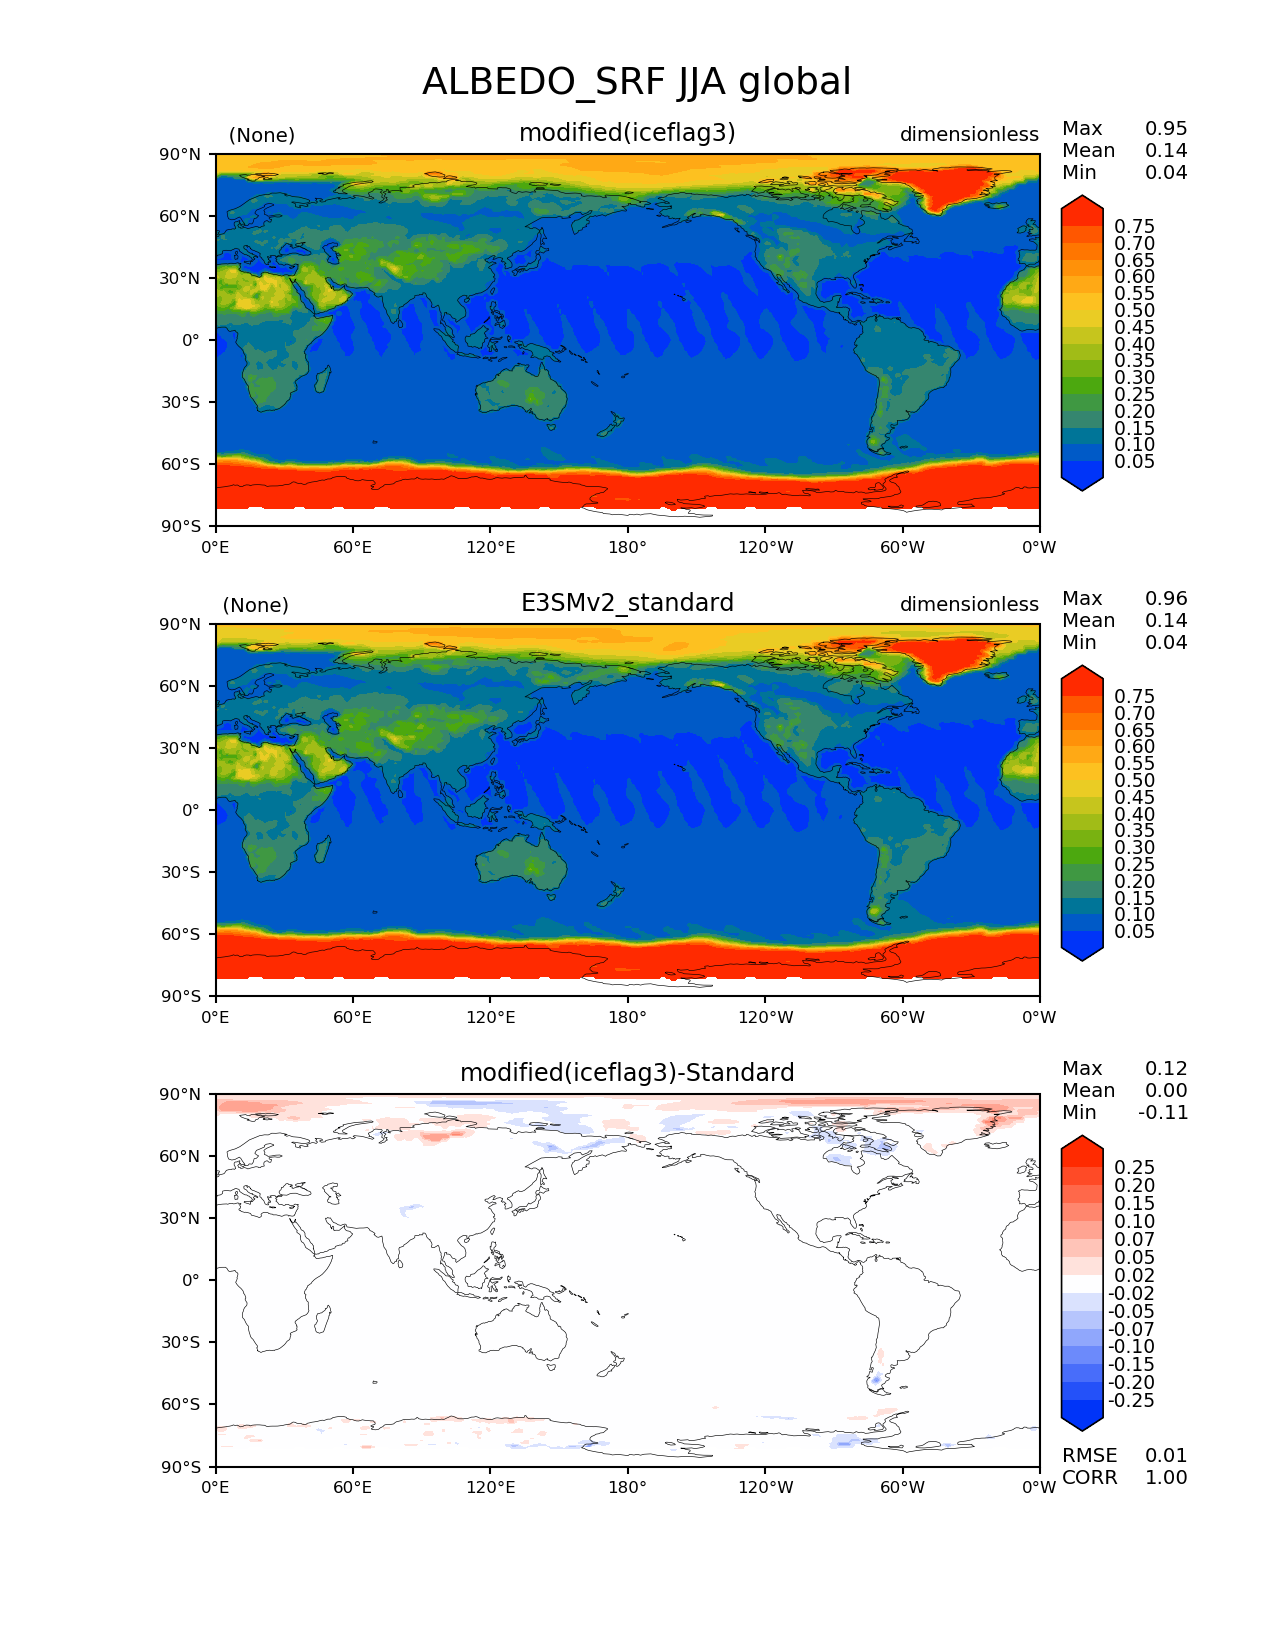 ALBEDO_SRF JJA global
(None) modified(iceflag3) dimensionless
Max 0.95
Mean 0.14
Min 0.04
90°N
60°N
30°N
0°
30°S
60°S
90°S
0°E 60°E 120°E 180° 120°W 60°W 0°W
0.75
0.70
0.65
0.60
0.55
0.50
0.45
0.40
0.35
0.30
0.25
0.20
0.15
0.10
0.05
(None) E3SMv2_standard dimensionless
Max 0.96
Mean 0.14
Min 0.04
90°N
60°N
30°N
0°
30°S
60°S
90°S
0°E 60°E 120°E 180° 120°W 60°W 0°W
0.75
0.70
0.65
0.60
0.55
0.50
0.45
0.40
0.35
0.30
0.25
0.20
0.15
0.10
0.05
modified(iceflag3)-Standard
Max 0.12
Mean 0.00
Min -0.11
90°N
60°N
30°N
0°
30°S
60°S
90°S
0°E 60°E 120°E 180° 120°W 60°W 0°W
0.25
0.20
0.15
0.10
0.07
0.05
0.02
-0.02
-0.05
-0.07
-0.10
-0.15
-0.20
-0.25
RMSE 0.01
CORR 1.00